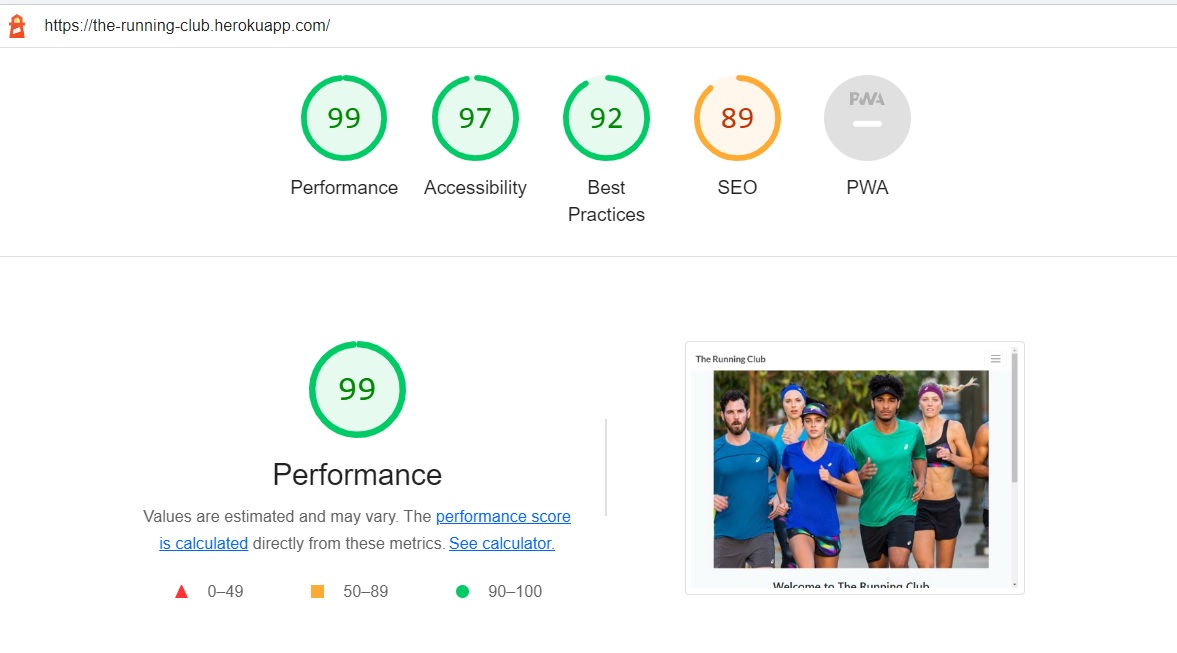 https://the-running-club.herokuapp.com/
99
97
92
89
PWA
Performance
Accessibility
Best
Practices
SEO
PWA
99
Performance
Values are estimated and may vary. The performance score
is calculated directly from these metrics. See calculator.
0–49
50–89
90–100
The Running Club
Welcome to The Running Club